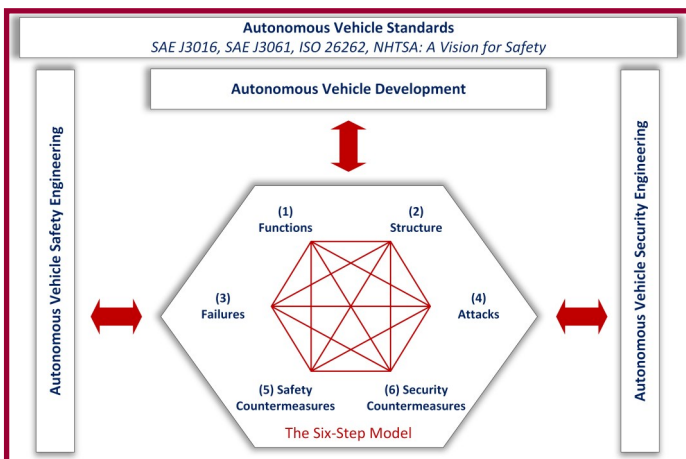 Autonomous Vehicle Standards
SAE J3016, SAE J3061, ISO 26262, NHTSA: A Vision for Safety
Autonomous Vehicle Development
Autonomous Vehicle Safety Engineering
Autonomous Vehicle Security Engineering
(1)
Functions
(2)
Structure
(3)
Failures
(4)
Attacks
(5) Safety
Countermeasures
(6) Security
Countermeasures
The Six-Step Model